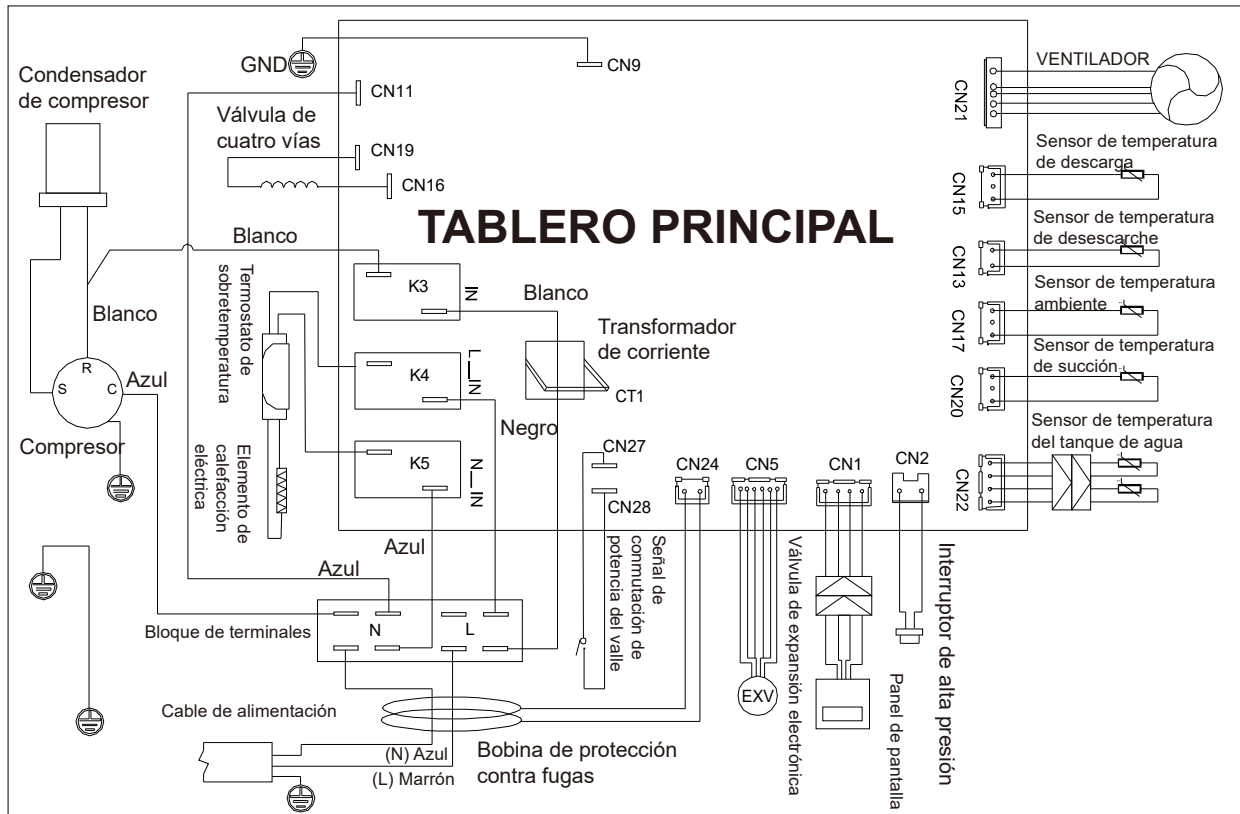 GND
CN9
Condensador
de compresor
CN11
Válvula de
cuatro vías
CN19
CN16
TABLERO PRINCIPAL
Blanco
Blanco
Termostato de
sobretemperatura
K3
IN
Blanco
Transformador
de corriente
CT1
K4
L_IN
Negro
K5
N_IN
R
S
C
Azul
Compresor
Elemento de
calefacción
eléctrica
CN27
CN28
Señal de
conmutación de
potencia del valle
Azul
Azul
Bloque de terminales
N
L
Cable de alimentación
(N) Azul
(L) Marrón
Bobina de protección
contra fugas
CN24
CN5
EXV
Válvula de expansión electrónica
CN1
Panel de pantalla
CN2
Interruptor de alta presión
CN21
VENTILADOR
Sensor de temperatura
de descarga
CN15
Sensor de temperatura
de desescarche
CN13
Sensor de temperatura
ambiente
CN17
Sensor de temperatura
de succión
CN20
Sensor de temperatura
del tanque de agua
CN22